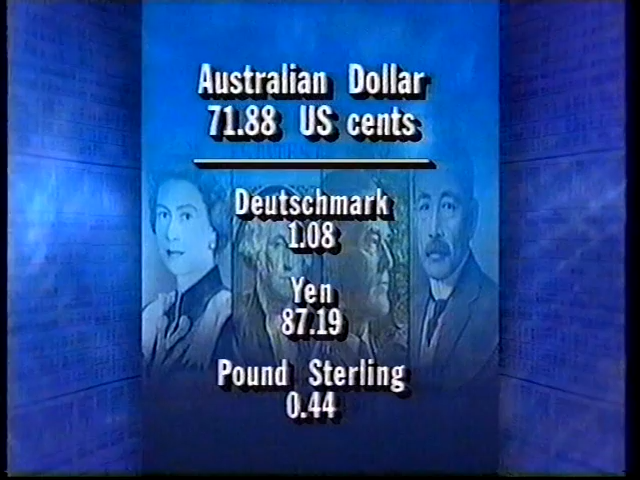 Australian Dollar
71.88 US cents
Deutschmark
1.08
Yen
87.19
Pound Sterling
0.44